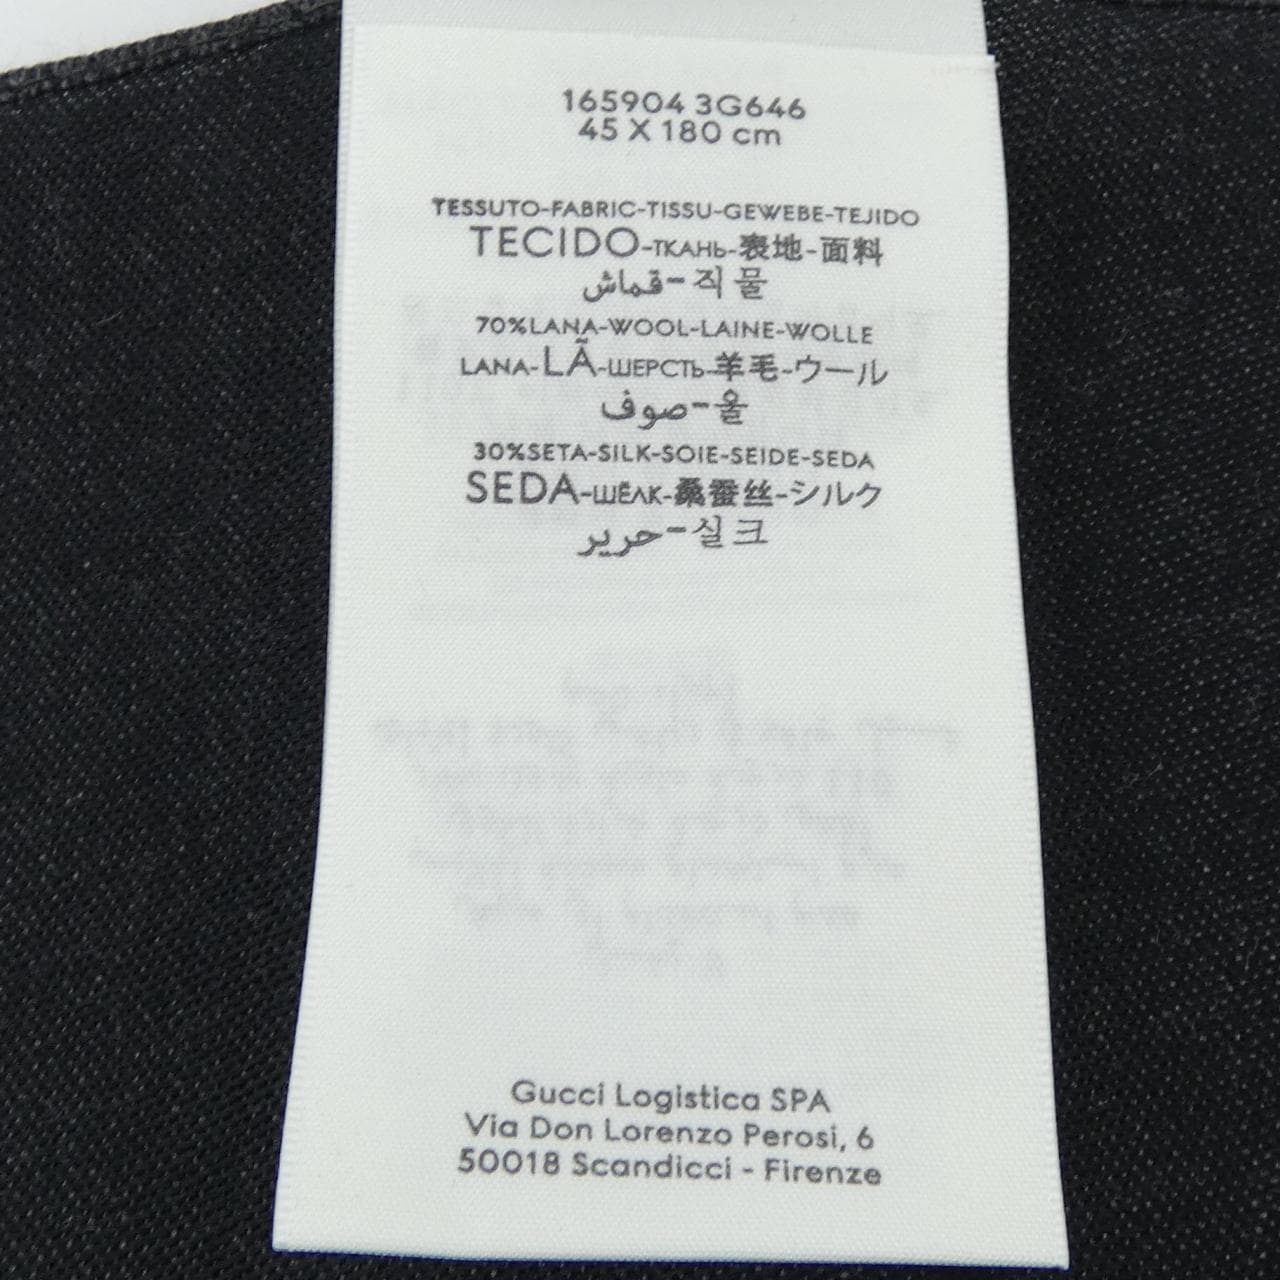 165904 3G646
45 X 180 cm
TESSUTO-FABRIC-TISSU-GEWEBE-TEJIDO
TECIDO-ТКАНЬ-表地-面料
قماش-직물
70%LANA-WOOL-LAINE-WOLLE
LANA-LÃ-ШЕРСТЬ-羊毛-ウール
صوف-울
30%SETA-SILK-SOIE-SEIDE-SEDA
SEDA-ШЁЛК-桑蚕丝-シルク
حرير-실크
Gucci Logistica SPA
Via Don Lorenzo Perosi, 6
50018 Scandicci - Firenze